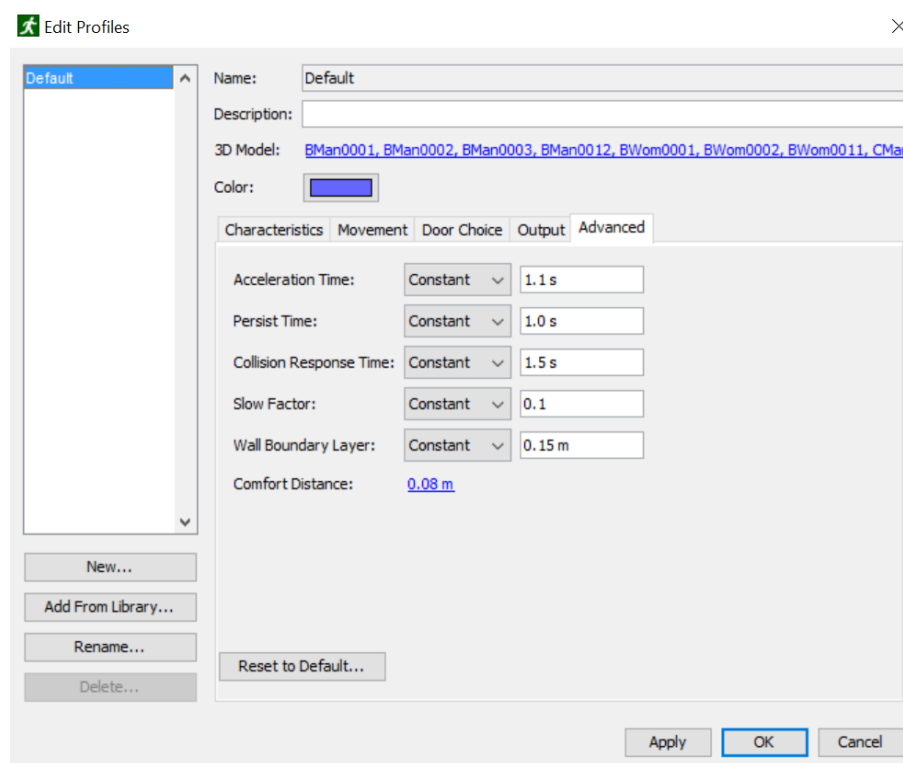 Edit Profiles
Default
Name: Default
Description:
3D Model: BMan0001, BMan0002, BMan0003, BMan0012, BWom0001, BWom0002, BWom0011, CMa
Color:
Characteristics Movement Door Choice Output Advanced
Acceleration Time: Constant 1.1 s
Persist Time: Constant 1.0 s
Collision Response Time: Constant 1.5 s
Slow Factor: Constant 0.1
Wall Boundary Layer: Constant 0.15 m
Comfort Distance: 0.08 m
New...
Add From Library...
Rename...
Delete...
Reset to Default...
Apply OK Cancel